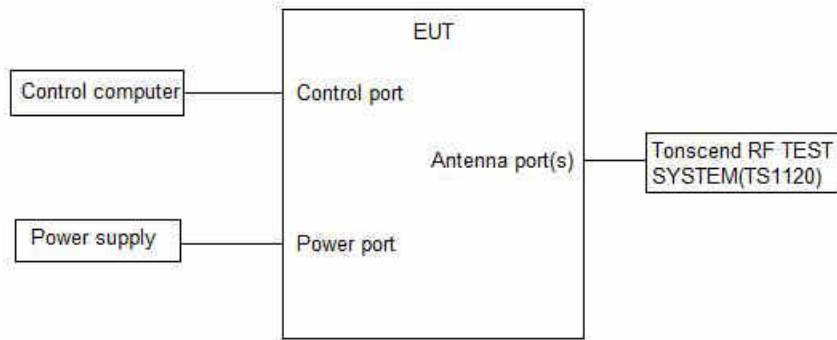 EUT
Control computer
Control port
Antenna port(s)
Tonscend RF TEST
SYSTEM(TS1120)
Power supply
Power port